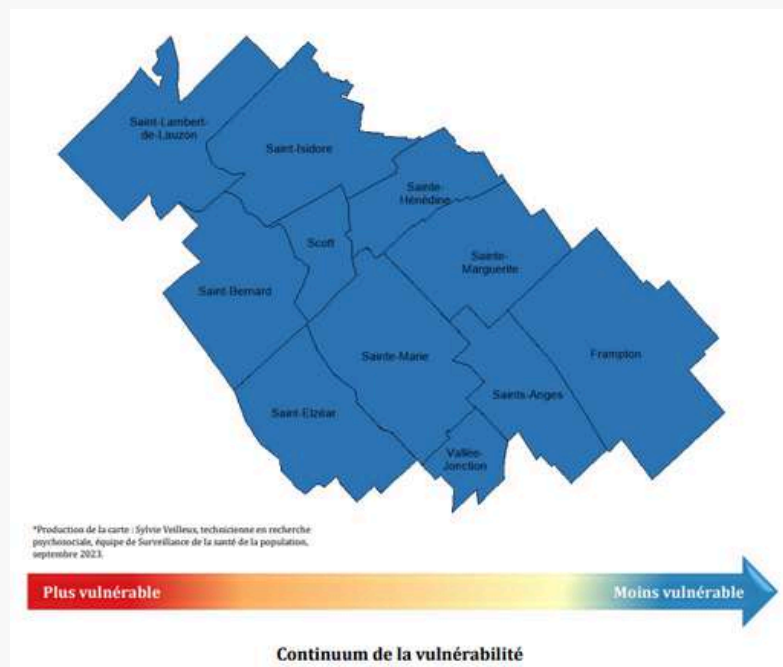 Saint-Lambert-
de-Lauzon
Saint-Isidore
Sainte-
Hénédine
Scott
Sainte-
Marguerite
Saint-Bernard
Sainte-Marie
Frampton
Saints-Anges
Saint-Elzéar
Vallée-
Jonction
*Production de la carte : Sylvie Veilleux, technicienne en recherche
psychosociale, équipe de Surveillance de la santé de la population,
septembre 2023.
Plus vulnérable
Moins vulnérable
Continuum de la vulnérabilité